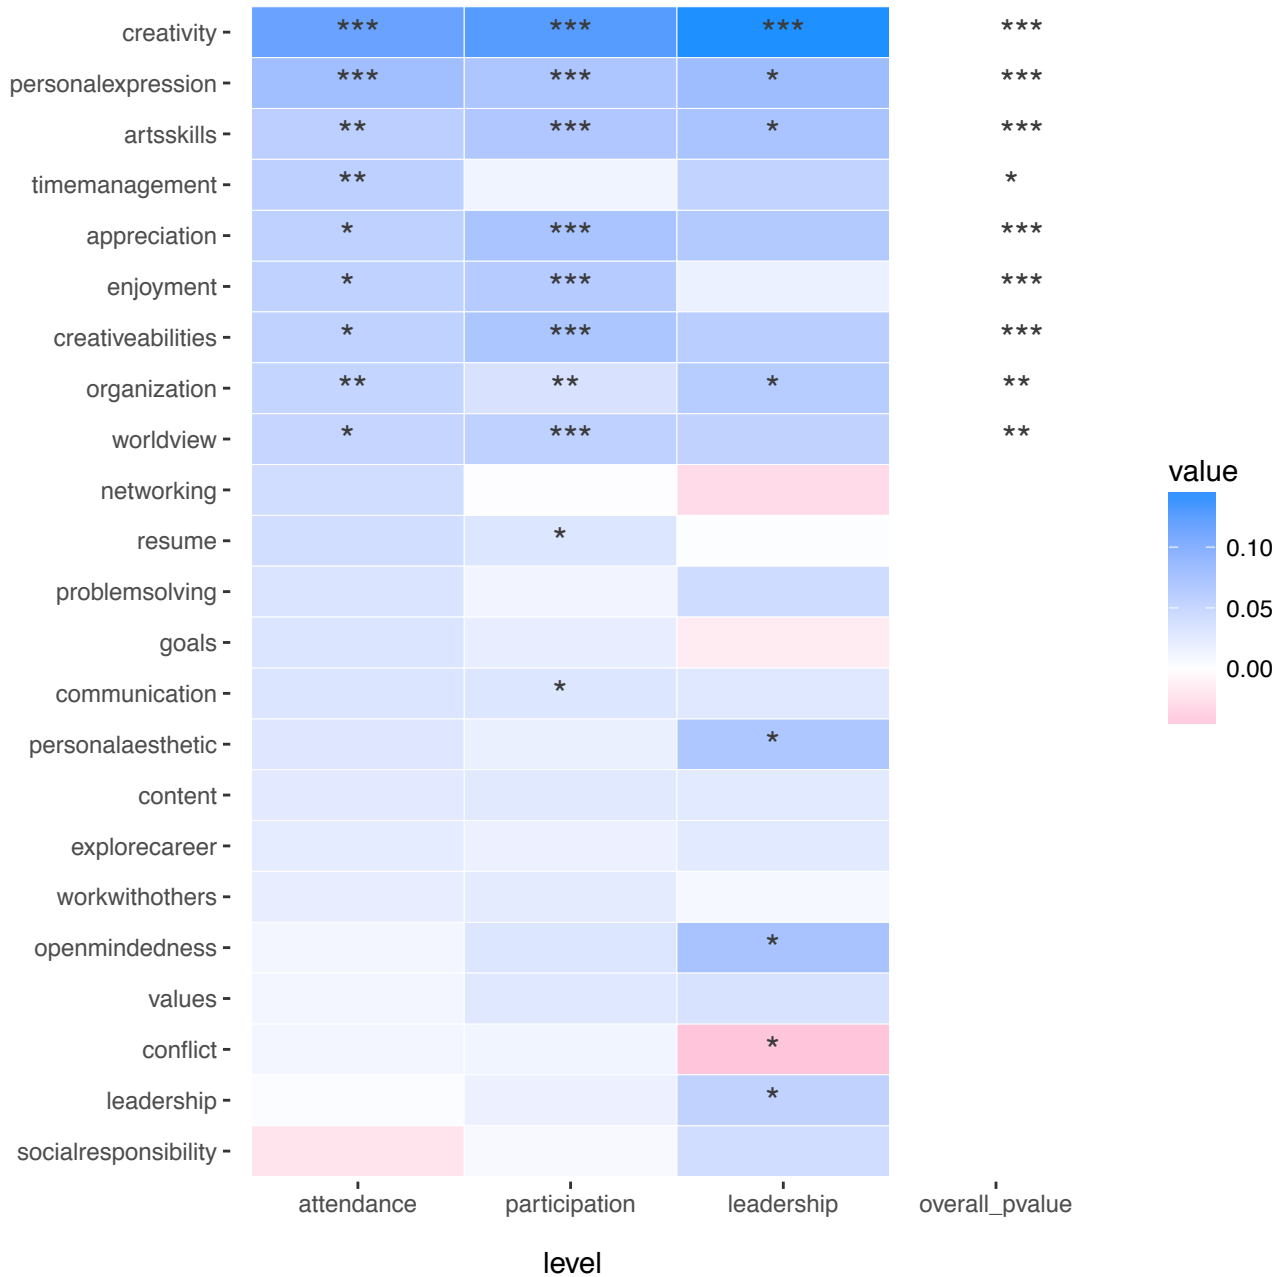 creativity *** *** *** ***
personalexpression *** *** * ***
artsskills ** *** * ***
timemanagement ** *
appreciation * *** ***
enjoyment * *** ***
creativeabilities * *** ***
organization ** ** * **
worldview * *** **
networking
resume *
problemsolving
goals
communication *
personalaesthetic *
content
explorecareer
workwithothers
openmindedness *
values
conflict *
leadership *
socialresponsibility
attendance participation leadership overall_pvalue
level
value
0.10
0.05
0.00